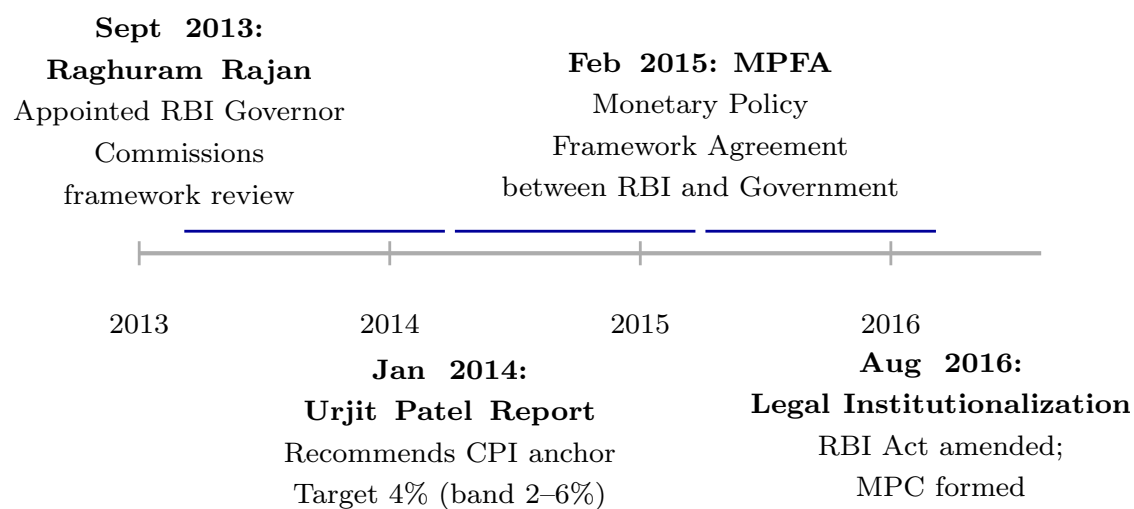 Sept 2013:
Raghuram Rajan
Appointed RBI Governor
Commissions
framework review
Feb 2015: MPFA
Monetary Policy
Framework Agreement
between RBI and Government
2013
2014
2015
2016
Jan 2014:
Urjit Patel Report
Recommends CPI anchor
Target 4% (band 2–6%)
Aug 2016:
Legal Institutionalization
RBI Act amended;
MPC formed